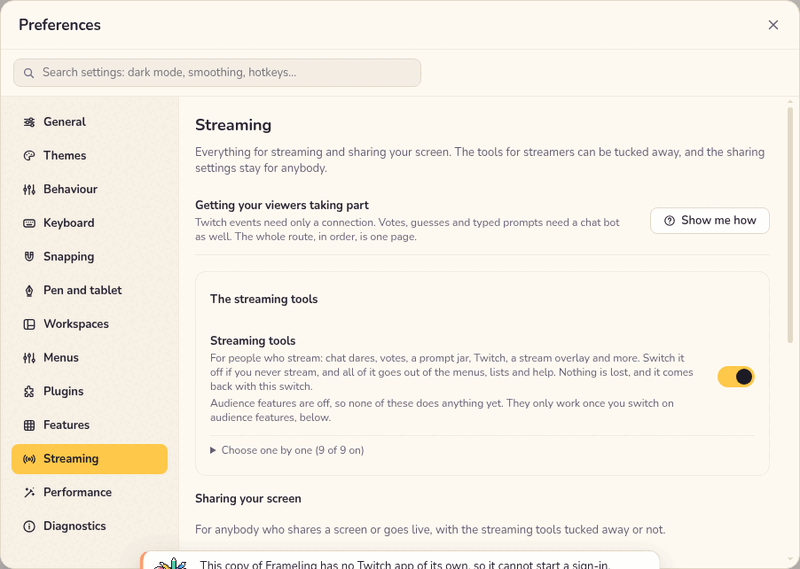 Preferences
Search settings: dark mode, smoothing, hotkeys...
General
Themes
Behaviour
Keyboard
Snapping
Pen and tablet
Workspaces
Menus
Plugins
Features
Streaming
Performance
Diagnostics
Streaming
Everything for streaming and sharing your screen. The tools for streamers can be tucked away, and the sharing
settings stay for anybody.
Getting your viewers taking part
Twitch events need only a connection. Votes, guesses and typed prompts need a chat bot
as well. The whole route, in order, is one page.
Show me how
The streaming tools
Streaming tools
For people who stream: chat dares, votes, a prompt jar, Twitch, a stream overlay and more. Switch it
off if you never stream, and all of it goes out of the menus, lists and help. Nothing is lost, and it comes
back with this switch.
Audience features are off, so none of these does anything yet. They only work once you switch on
audience features, below.
Choose one by one (9 of 9 on)
Sharing your screen
For anybody who shares a screen or goes live, with the streaming tools tucked away or not.
This copy of Frameling has no Twitch app of its own, so it cannot start a sign-in.